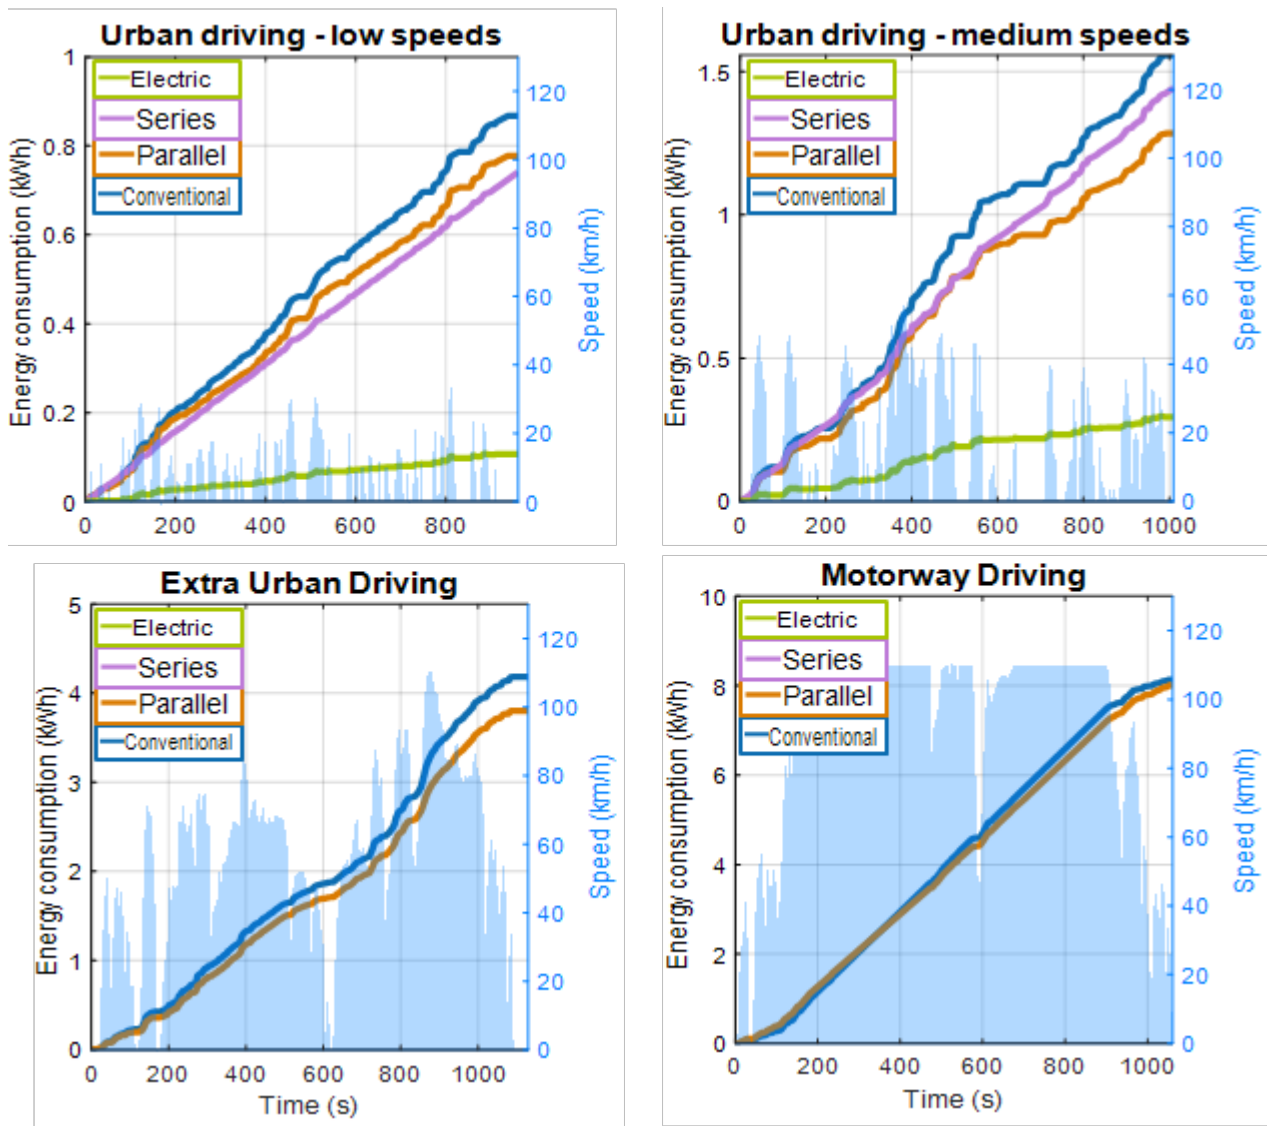 Urban driving - low speeds
1
0.8
0.6
0.4
0.2
0
Energy consumption (kWh)
Electric
Series
Parallel
Conventional
120
100
80
60
40
20
0
Speed (km/h)
0 200 400 600 800
Urban driving - medium speeds
1.5
1
0.5
0
Energy consumption (kWh)
Electric
Series
Parallel
Conventional
120
100
80
60
40
20
0
Speed (km/h)
0 200 400 600 800 1000
Extra Urban Driving
5
4
3
2
1
0
Energy consumption (kWh)
Electric
Series
Parallel
Conventional
120
100
80
60
40
20
0
Speed (km/h)
0 200 400 600 800 1000
Time (s)
Motorway Driving
10
8
6
4
2
0
Energy consumption (kWh)
Electric
Series
Parallel
Conventional
120
100
80
60
40
20
0
Speed (km/h)
0 200 400 600 800 1000
Time (s)